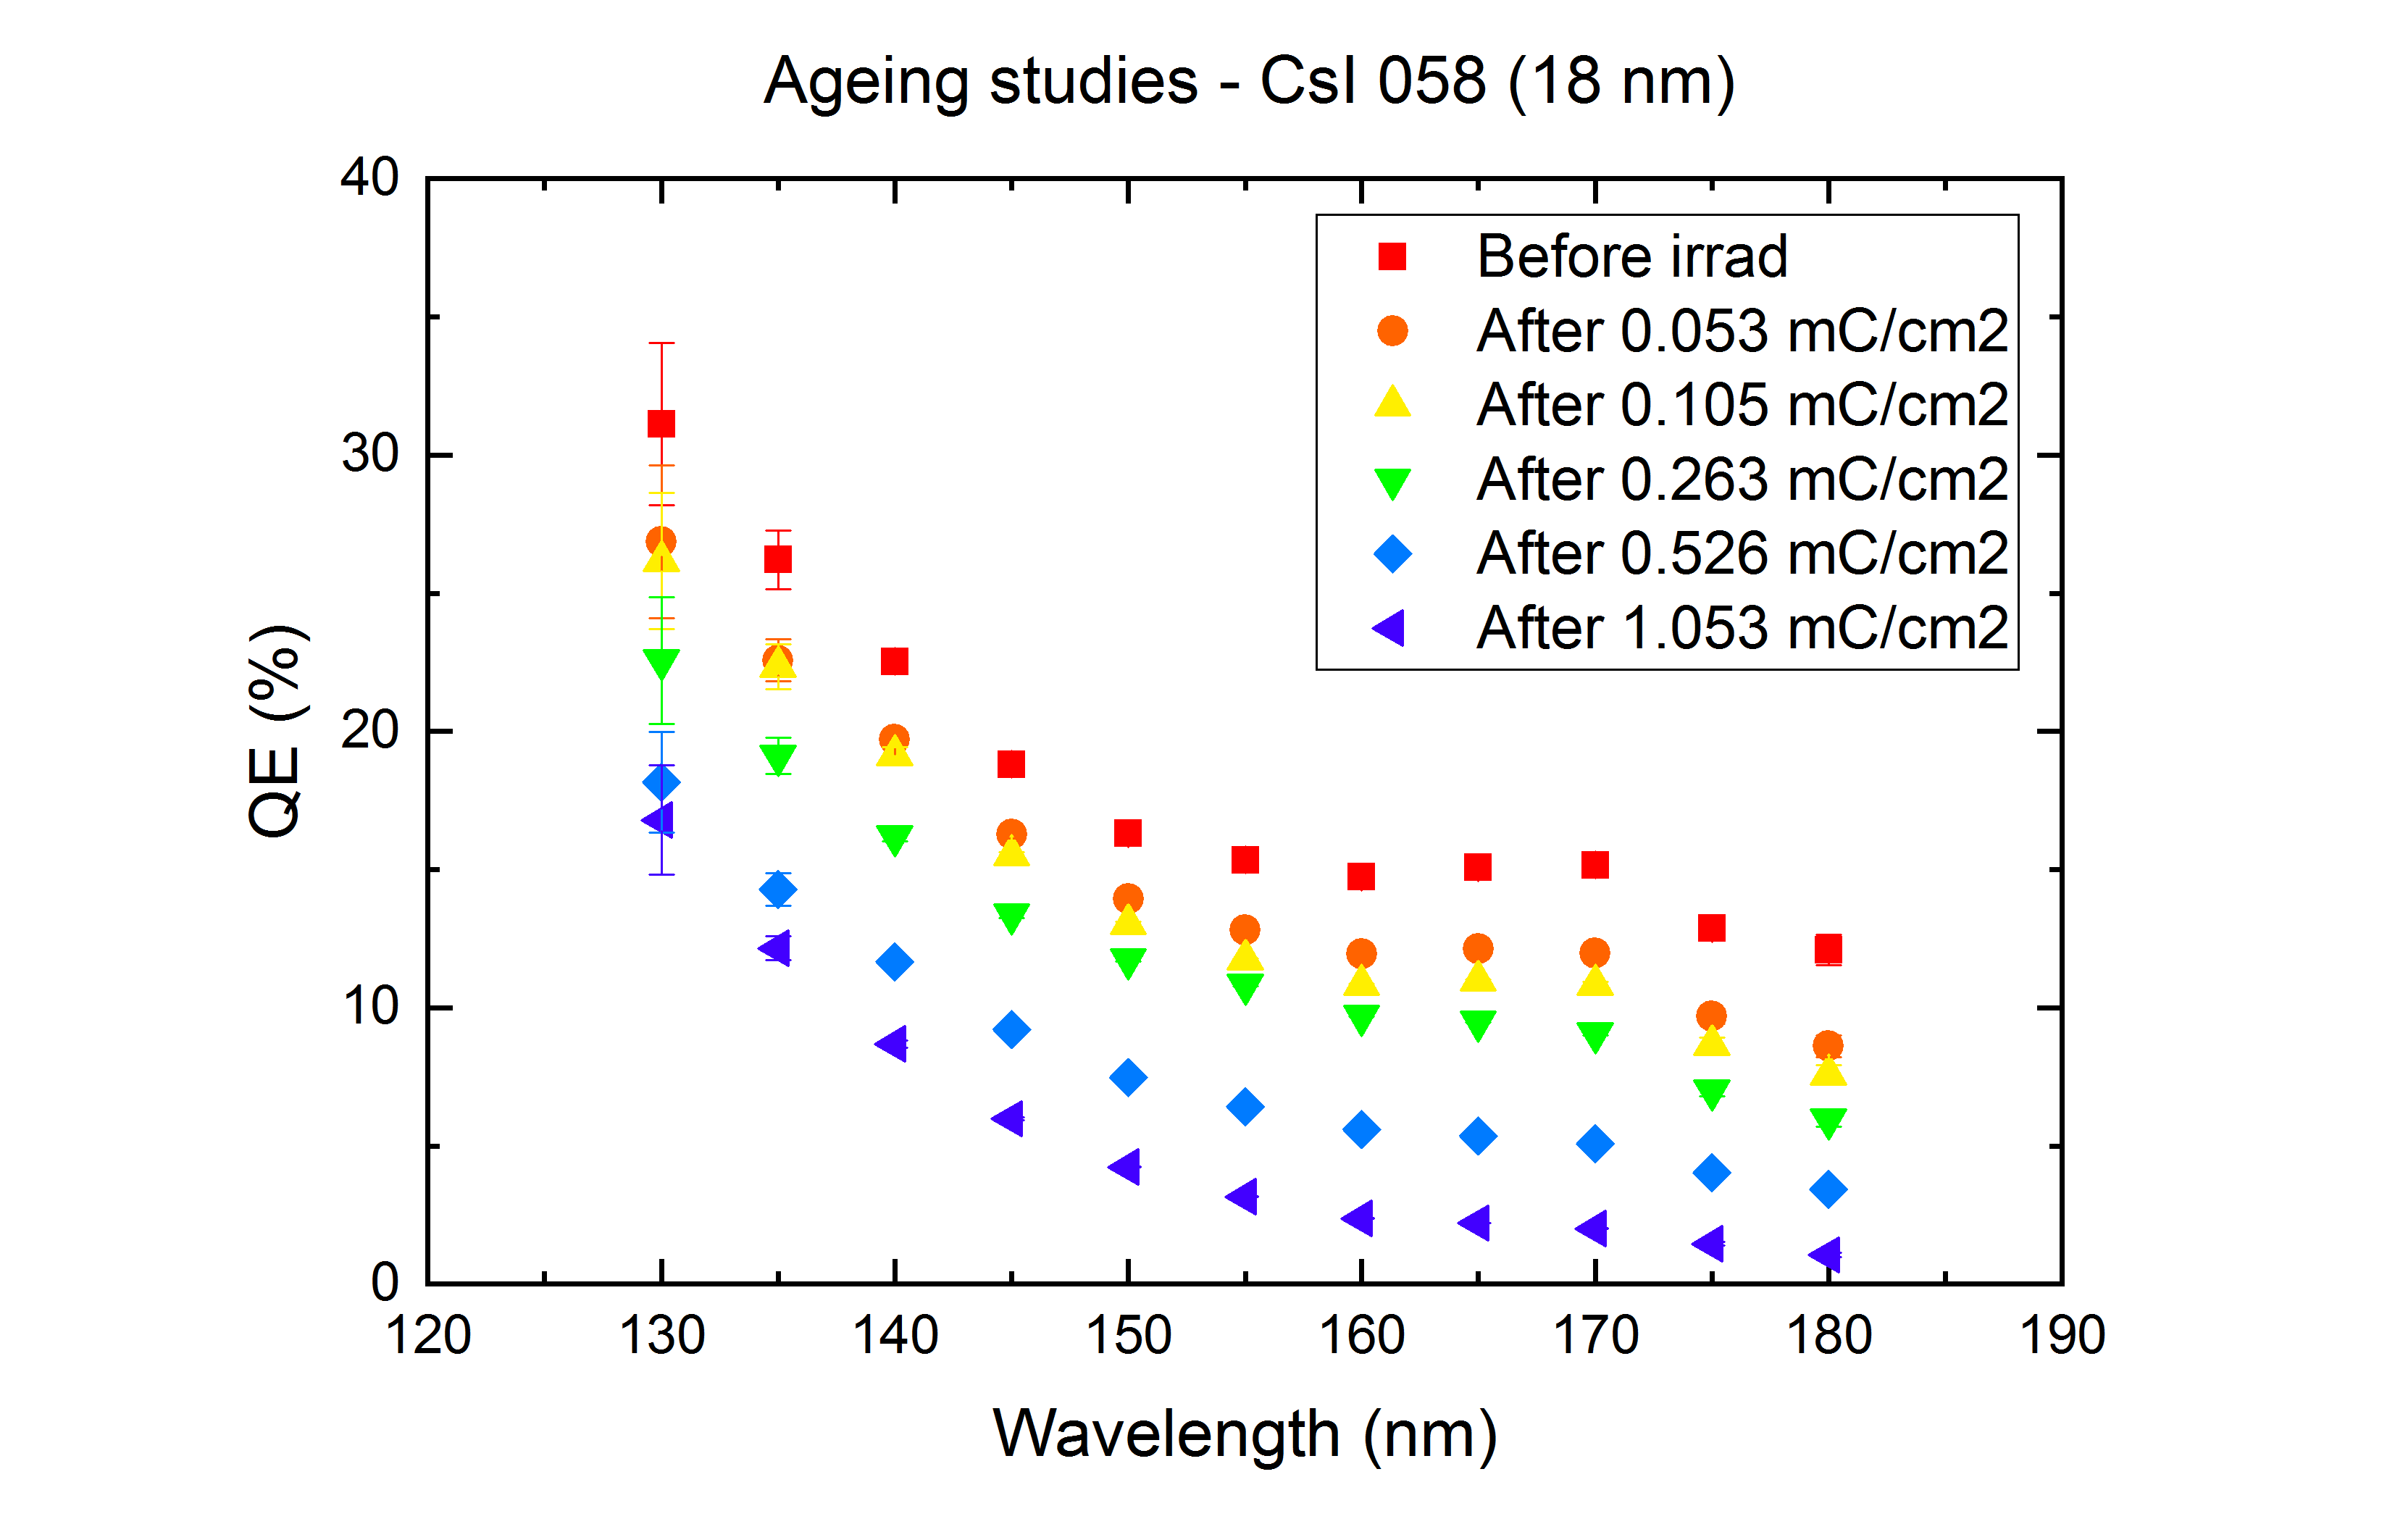 Ageing studies - CsI 058 (18 nm)
40
30
20
10
0
QE (%)
Before irrad
After 0.053 mC/cm2
After 0.105 mC/cm2
After 0.263 mC/cm2
After 0.526 mC/cm2
After 1.053 mC/cm2
120 130 140 150 160 170 180 190
Wavelength (nm)